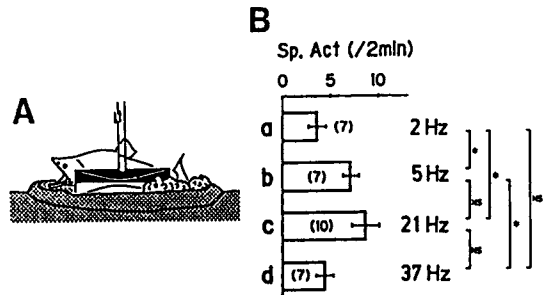 A
B
Sp. Act (/2min)
0 5 10
a (7) 2 Hz
b (7) 5 Hz
c (10) 21 Hz
d (7) 37 Hz
* * NS
NS *
NS